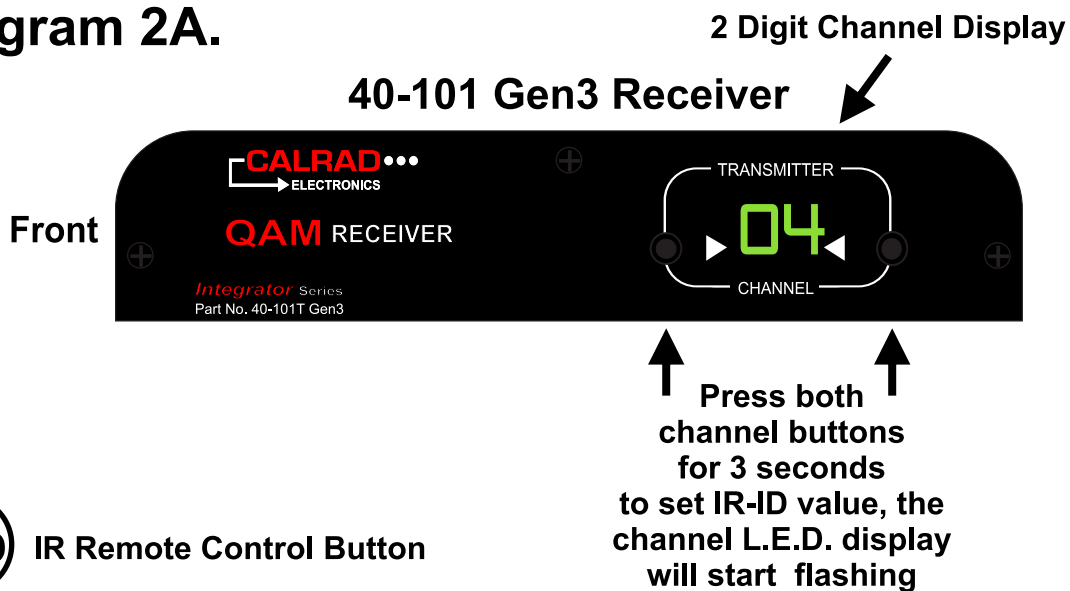 gram 2A.
2 Digit Channel Display
40-101 Gen3 Receiver
CALRAD
ELECTRONICS
TRANSMITTER
Front
04
QAM RECEIVER
CHANNEL
Integrator Series
Part No. 40-101T Gen3
Press both
channel buttons
for 3 seconds
to set IR-ID value, the
channel L.E.D. display
will start flashing
IR Remote Control Button